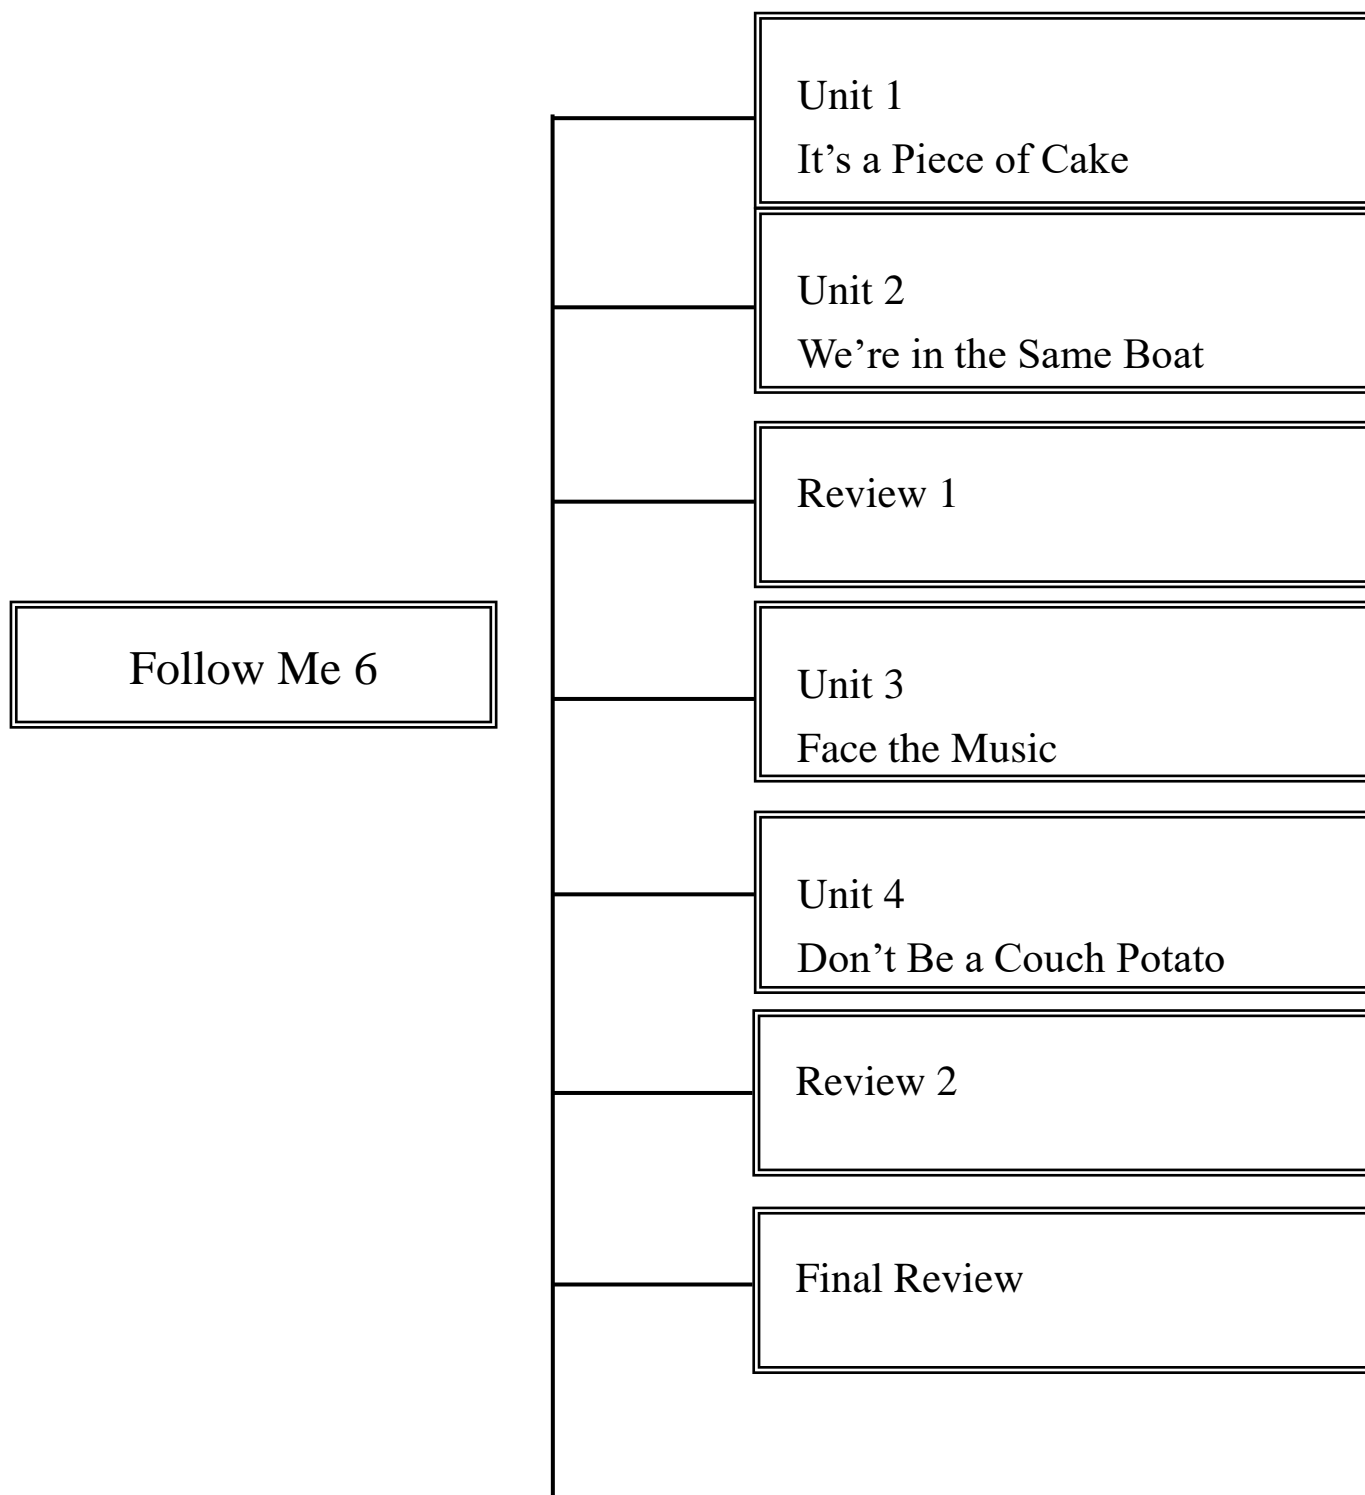 Follow Me 6
Unit 1
It’s a Piece of Cake
Unit 2
We’re in the Same Boat
Review 1
Unit 3
Face the Music
Unit 4
Don’t Be a Couch Potato
Review 2
Final Review